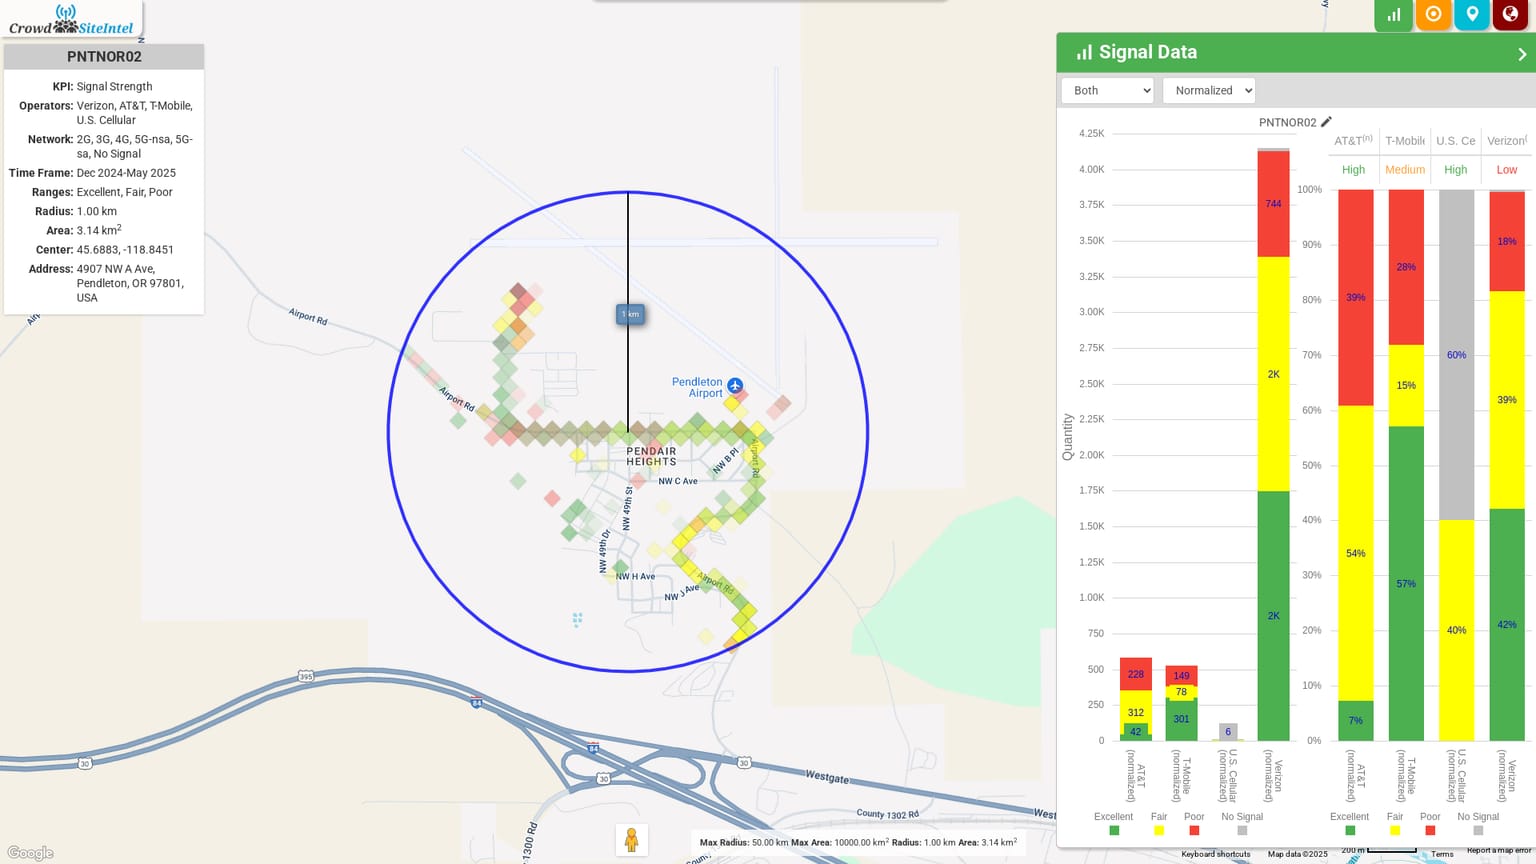 Crowd SiteIntel
PNTNOR02
KPI: Signal Strength
Operators: Verizon, AT&T, T-Mobile,
U.S. Cellular
Network: 2G, 3G, 4G, 5G-nsa, 5G-
sa, No Signal
Time Frame: Dec 2024-May 2025
Ranges: Excellent, Fair, Poor
Radius: 1.00 km
Area: 3.14 km2
Center: 45.6883, -118.8451
Address: 4907 NW A Ave,
Pendleton, OR 97801,
USA
Airport Rd
Airport Rd
1 km
Pendleton
Airport
PENDAIR
HEIGHTS
NW B Pl
Airport Rd
NW C Ave
NW 49th St
NW 49th Dr
NW H Ave
NW J Ave
Airport Rd
395
84
84
30
30
30
Westgate
West
County 1302 Rd
1300 Rd
Google
Max Radius: 50.00 km Max Area: 10000.00 km2 Radius: 1.00 km Area: 3.14 km2
Signal Data
Both
Normalized
PNTNOR02
Quantity
4.25K
4.00K
3.75K
3.50K
3.25K
3.00K
2.75K
2.50K
2.25K
2.00K
1.75K
1.50K
1.25K
1.00K
750
500
250
0
228
312
42
149
78
301
6
744
2K
2K
AT&T
(normalized)
T-Mobile
(normalized)
U.S. Cellular
(normalized)
Verizon
(normalized)
Excellent Fair Poor No Signal
AT&T(n) T-Mobile U.S. Ce Verizon(
High Medium High Low
100%
90%
80%
70%
60%
50%
40%
30%
20%
10%
0%
39%
54%
7%
28%
15%
57%
60%
40%
18%
39%
42%
AT&T
(normalized)
T-Mobile
(normalized)
U.S. Cellular
(normalized)
Verizon
(normalized)
Excellent Fair Poor No Signal
Keyboard shortcuts Map data ©2025 200 m Terms Report a map error